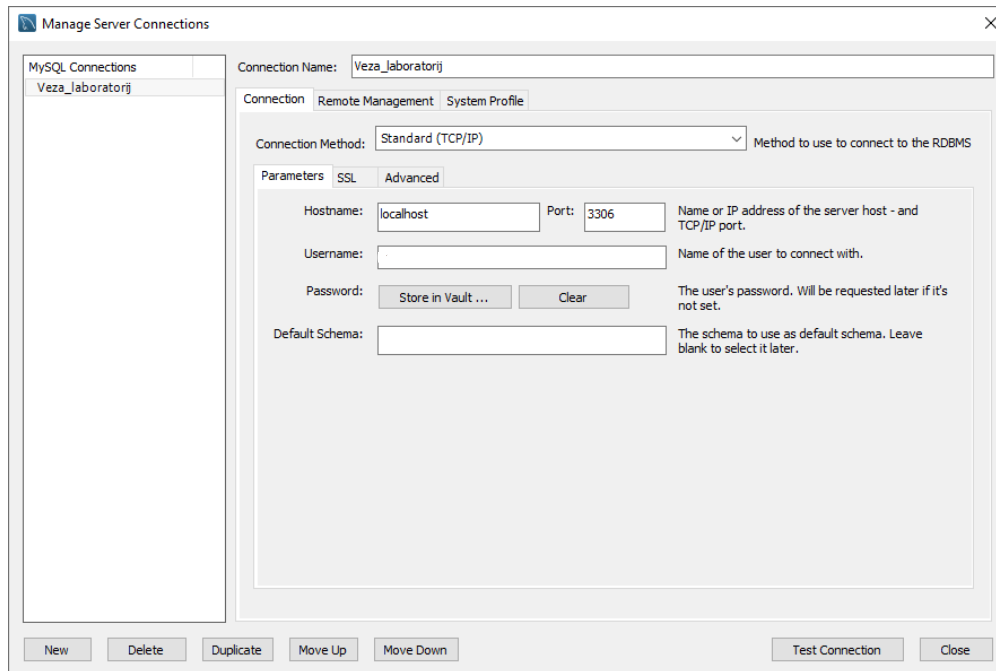 Manage Server Connections
MySQL Connections
Veza_laboratorij
Connection Name: Veza_laboratorij
Connection Remote Management System Profile
Connection Method: Standard (TCP/IP) Method to use to connect to the RDBMS
Parameters SSL Advanced
Hostname: localhost Port: 3306 Name or IP address of the server host - and
TCP/IP port.
Username: Name of the user to connect with.
Password: Store in Vault ... Clear The user's password. Will be requested later if it's
not set.
Default Schema: The schema to use as default schema. Leave
blank to select it later.
New Delete Duplicate Move Up Move Down Test Connection Close